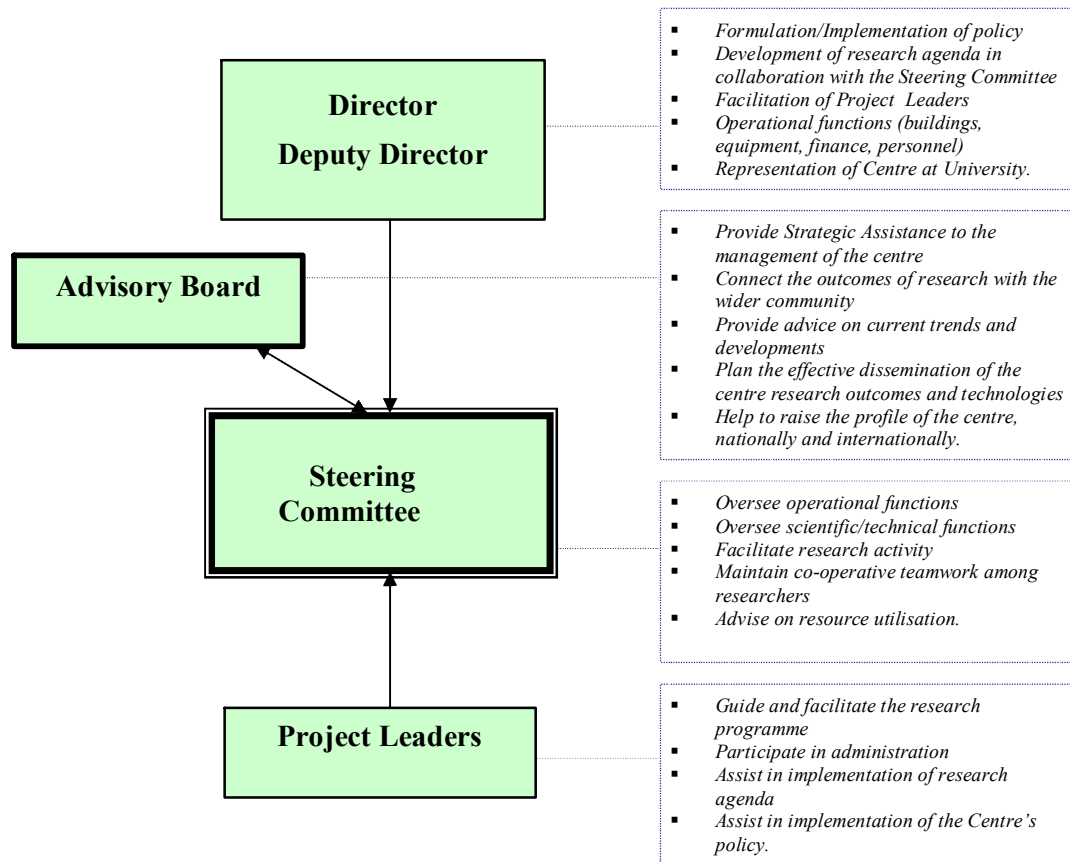 Director
Deputy Director
▪ Formulation/Implementation of policy
▪ Development of research agenda in
collaboration with the Steering Committee
▪ Facilitation of Project Leaders
▪ Operational functions (buildings,
equipment, finance, personnel)
▪ Representation of Centre at University.
Advisory Board
▪ Provide Strategic Assistance to the
management of the centre
▪ Connect the outcomes of research with the
wider community
▪ Provide advice on current trends and
developments
▪ Plan the effective dissemination of the
centre research outcomes and technologies
▪ Help to raise the profile of the centre,
nationally and internationally.
Steering
Committee
▪ Oversee operational functions
▪ Oversee scientific/technical functions
▪ Facilitate research activity
▪ Maintain co-operative teamwork among
researchers
▪ Advise on resource utilisation.
Project Leaders
▪ Guide and facilitate the research
programme
▪ Participate in administration
▪ Assist in implementation of research
agenda
▪ Assist in implementation of the Centre’s
policy.